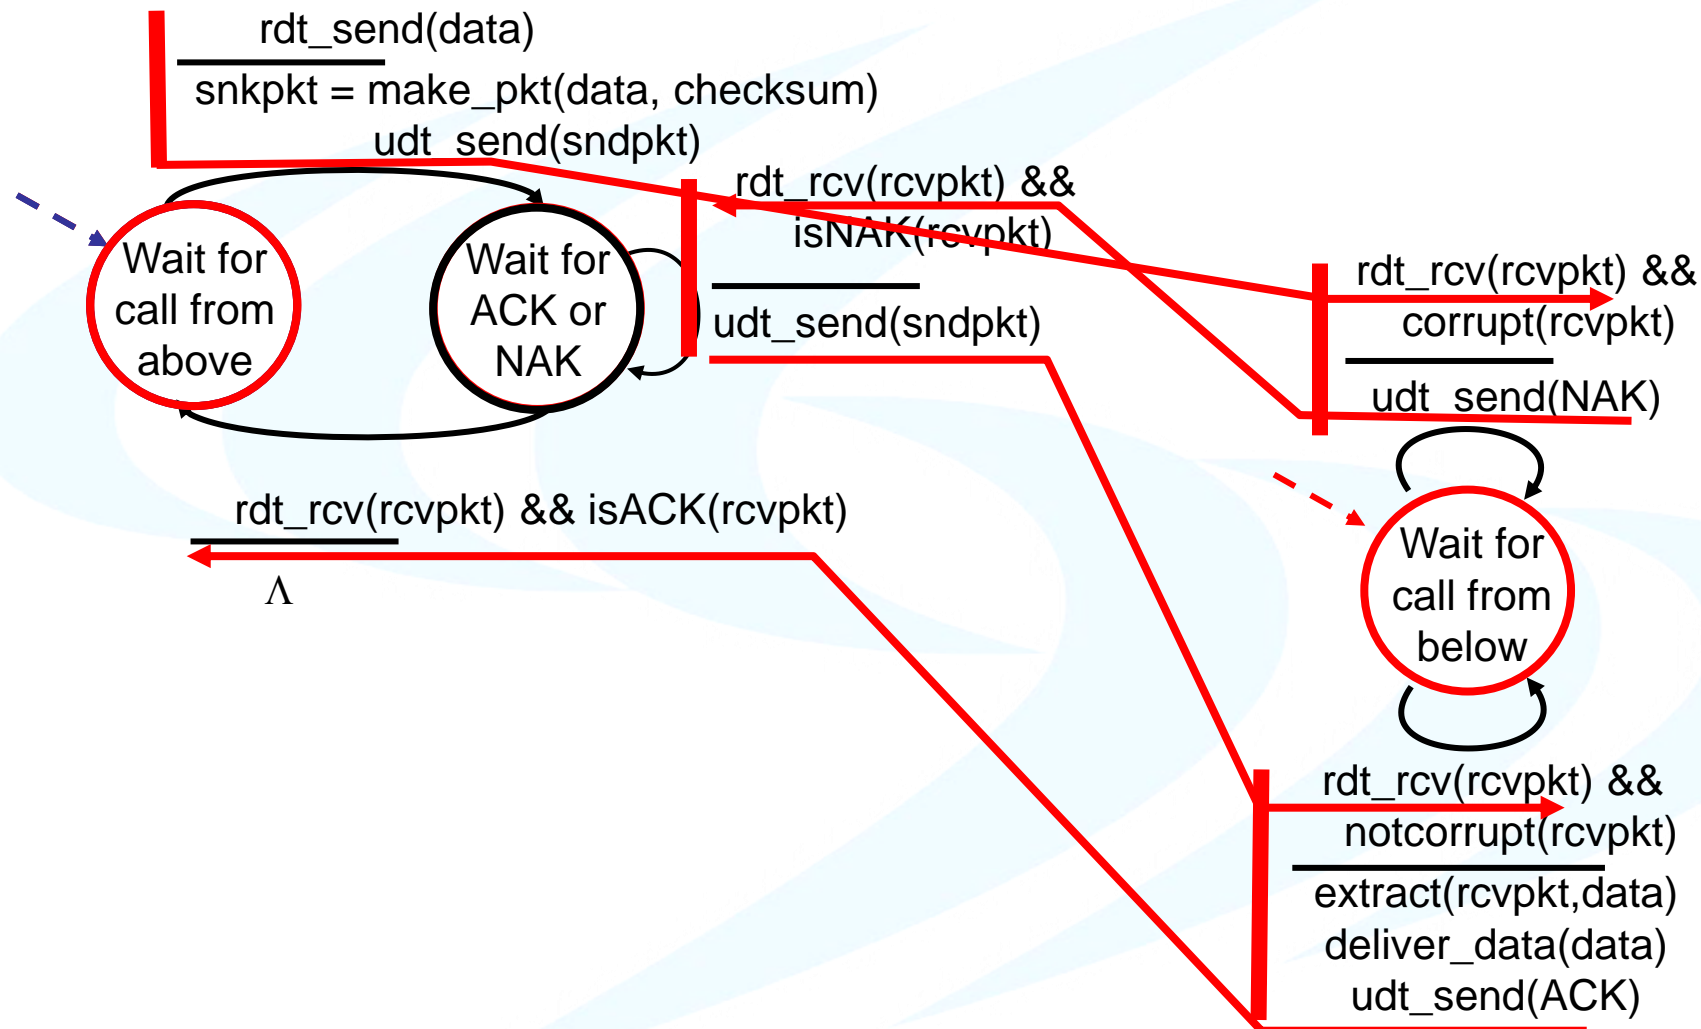 rdt_send(data)
snkpkt = make_pkt(data, checksum)
udt_send(sndpkt)
Wait for
call from
above
Wait for
ACK or
NAK
rdt_rcv(rcvpkt) &&
isNAK(rcvpkt)
udt_send(sndpkt)
rdt_rcv(rcvpkt) && isACK(rcvpkt)
Λ
rdt_rcv(rcvpkt) &&
corrupt(rcvpkt)
udt_send(NAK)
Wait for
call from
below
rdt_rcv(rcvpkt) &&
notcorrupt(rcvpkt)
extract(rcvpkt,data)
deliver_data(data)
udt_send(ACK)